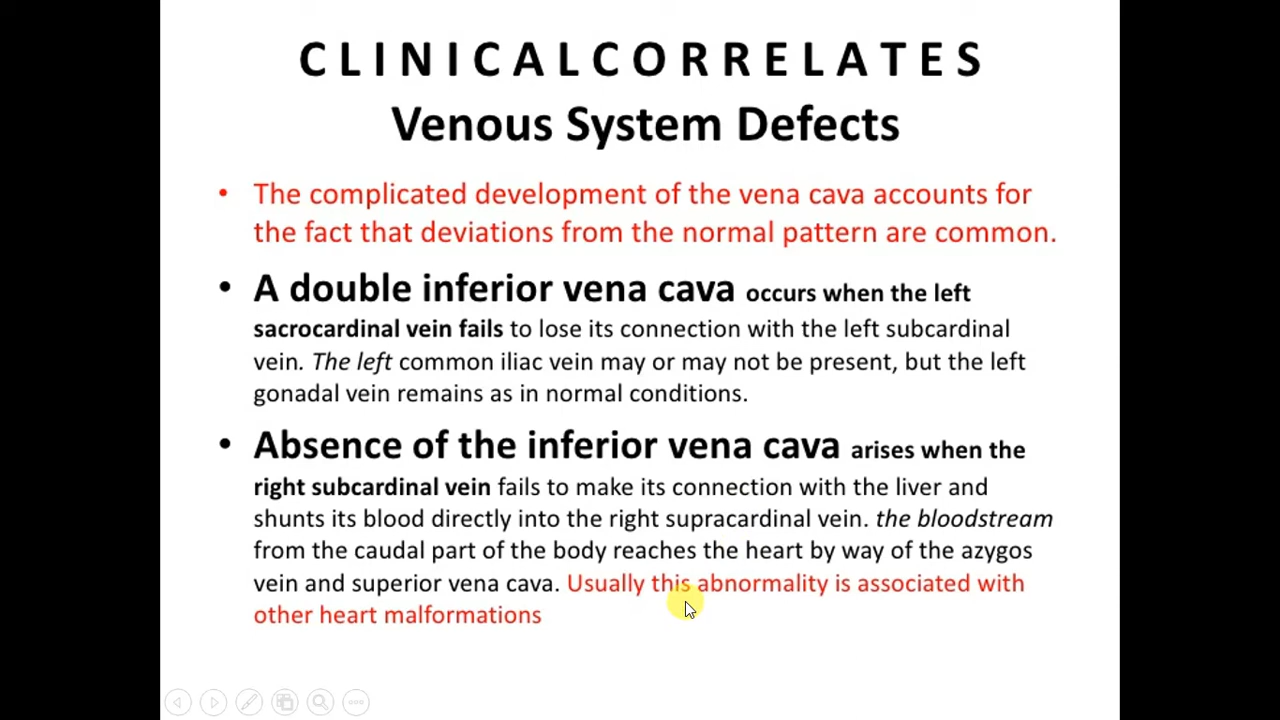 C L I N I C A L C O R R E L A T E S
Venous System Defects
• The complicated development of the vena cava accounts for
the fact that deviations from the normal pattern are common.
• A double inferior vena cava occurs when the left
sacrocardinal vein fails to lose its connection with the left subcardinal
vein. The left common iliac vein may or may not be present, but the left
gonadal vein remains as in normal conditions.
• Absence of the inferior vena cava arises when the
right subcardinal vein fails to make its connection with the liver and
shunts its blood directly into the right supracardinal vein. the bloodstream
from the caudal part of the body reaches the heart by way of the azygos
vein and superior vena cava. Usually this abnormality is associated with
other heart malformations